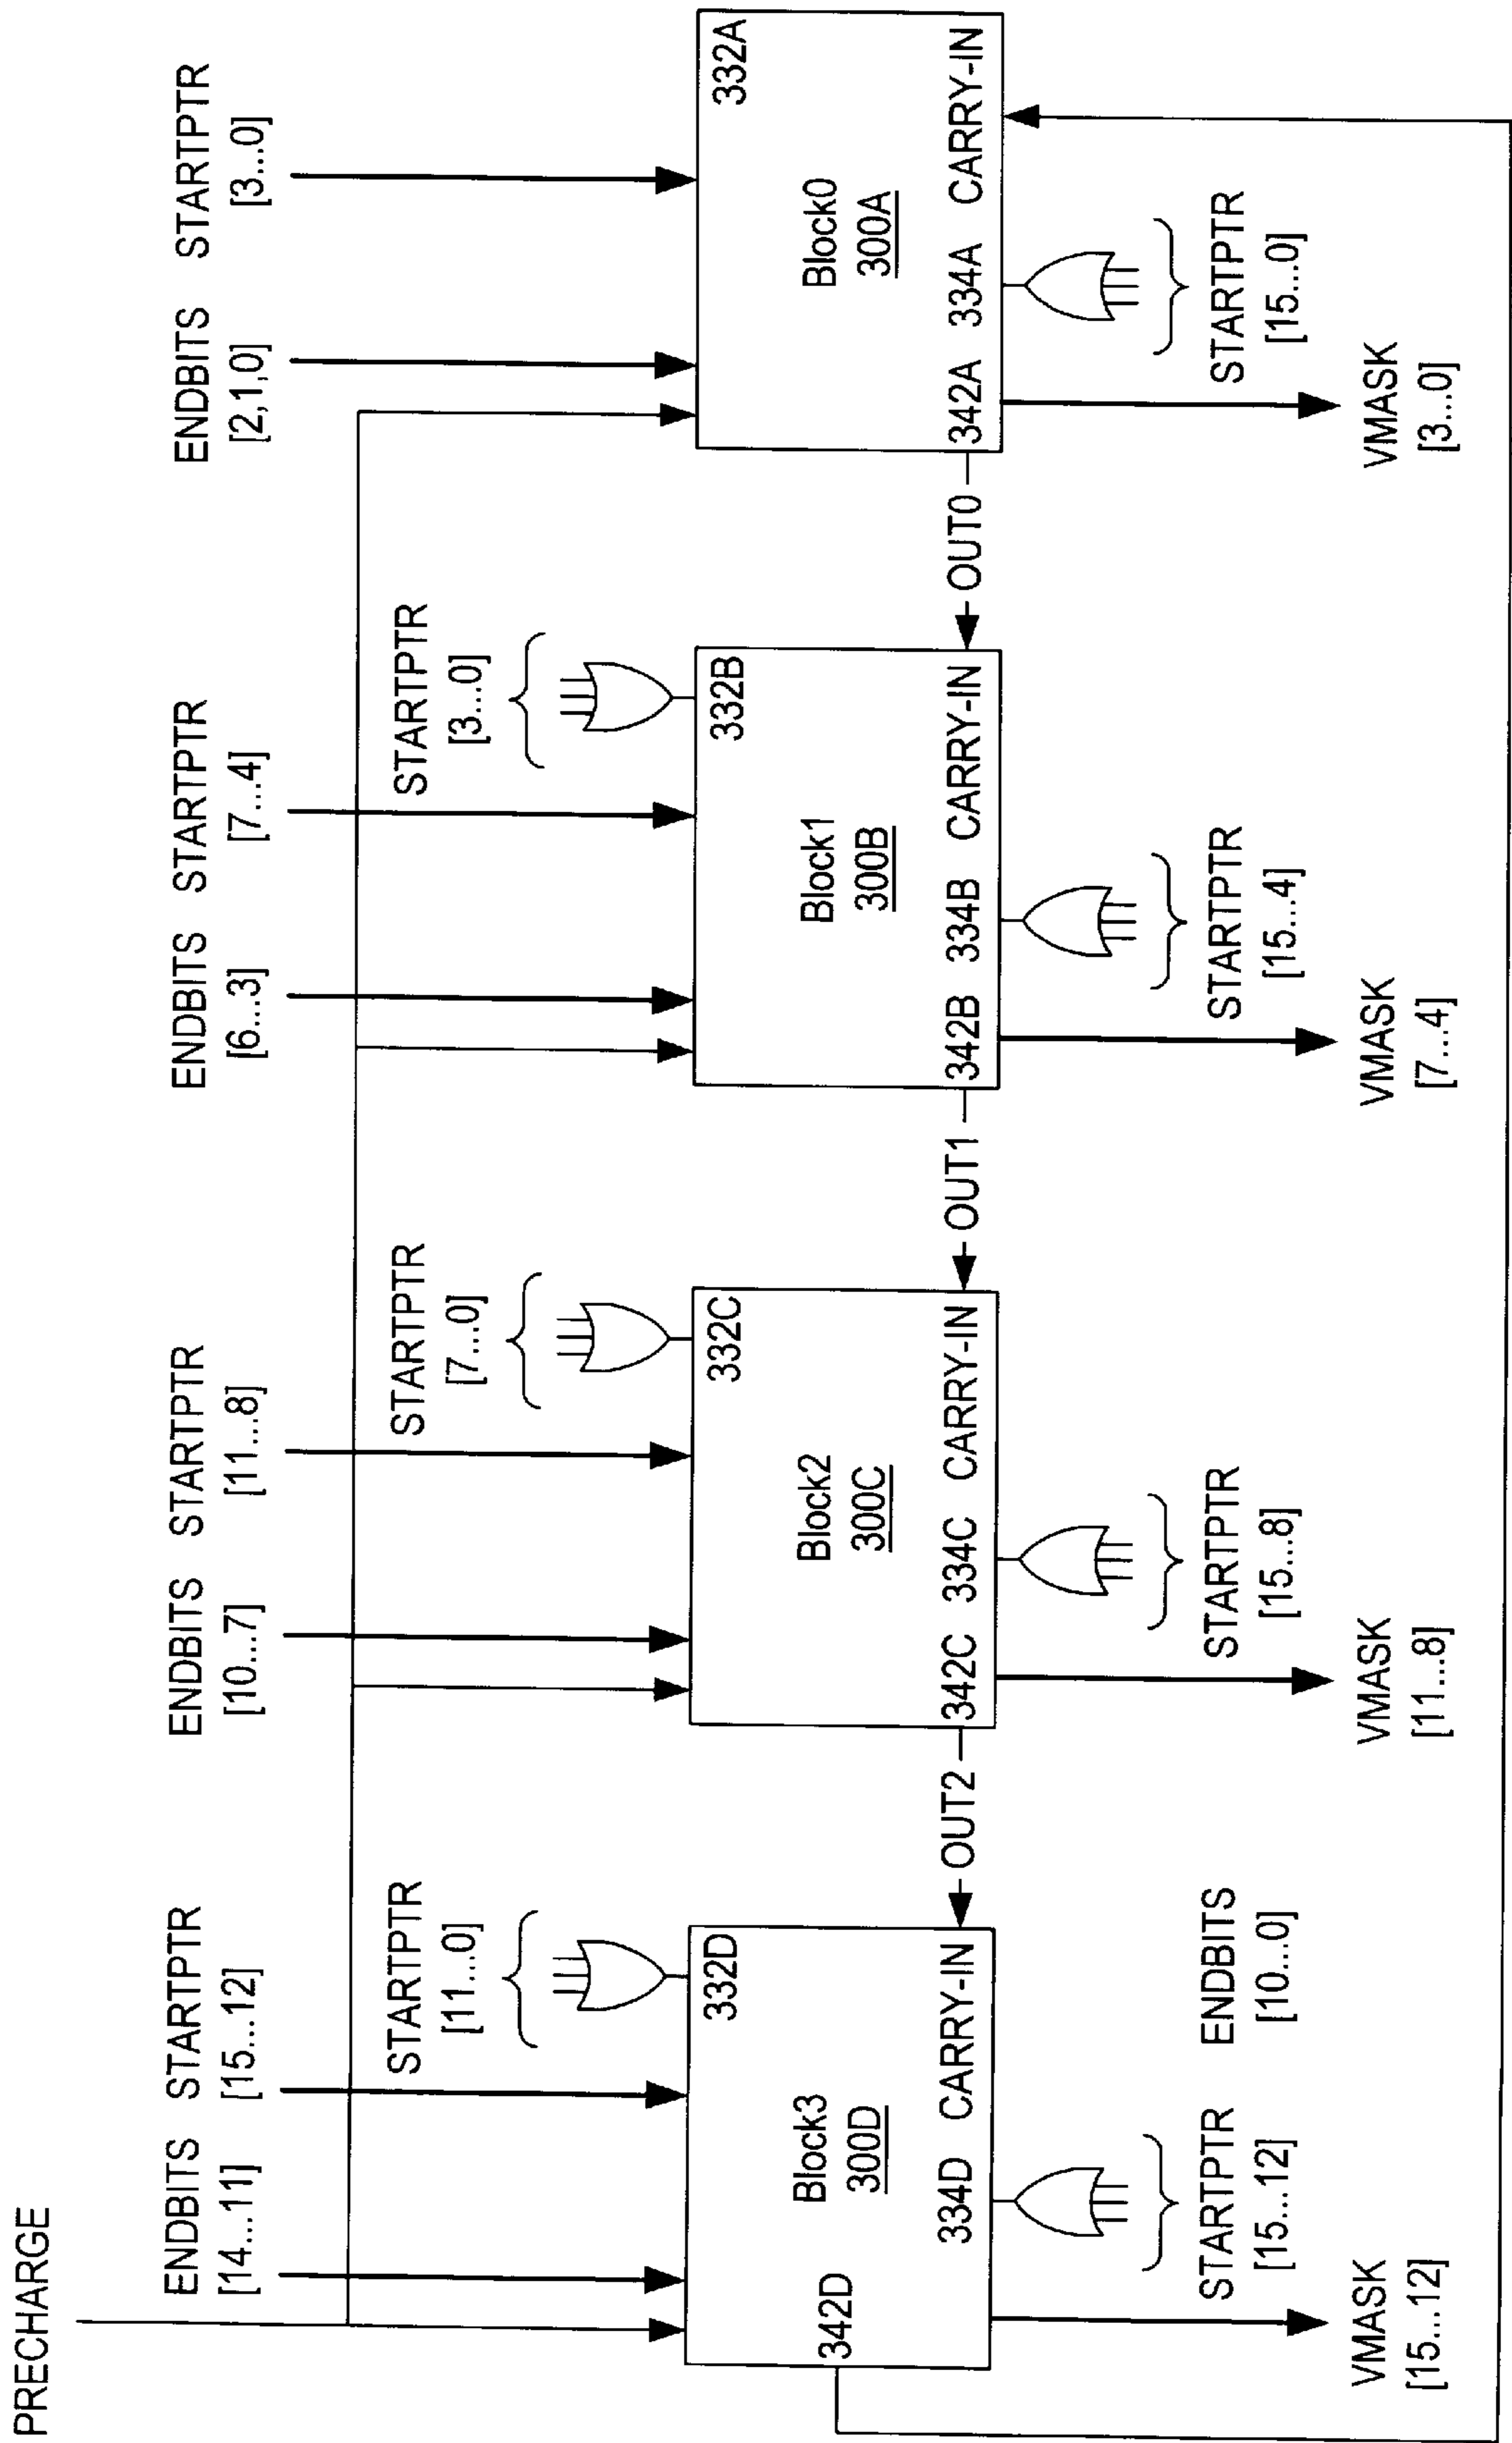 PRECHARGE
ENDBITS
[14...11]
STARTPTR
[15...12]
ENDBITS
[10...7]
STARTPTR
[11...8]
ENDBITS
[6...3]
STARTPTR
[7...4]
ENDBITS
[2,1,0]
STARTPTR
[3...0]
STARTPTR
[11...0]
STARTPTR
[7...0]
STARTPTR
[3...0]
332D
Block3
300D
342D
334D
CARRY-IN
OUT2
332C
Block2
300C
342C
334C
CARRY-IN
OUT1
332B
Block1
300B
342B
334B
CARRY-IN
OUT0
332A
Block0
300A
342A
334A
CARRY-IN
STARTPTR
[15...12]
ENDBITS
[10...0]
STARTPTR
[15...8]
STARTPTR
[15...4]
STARTPTR
[15...0]
VMASK
[15...12]
VMASK
[11...8]
VMASK
[7...4]
VMASK
[3...0]